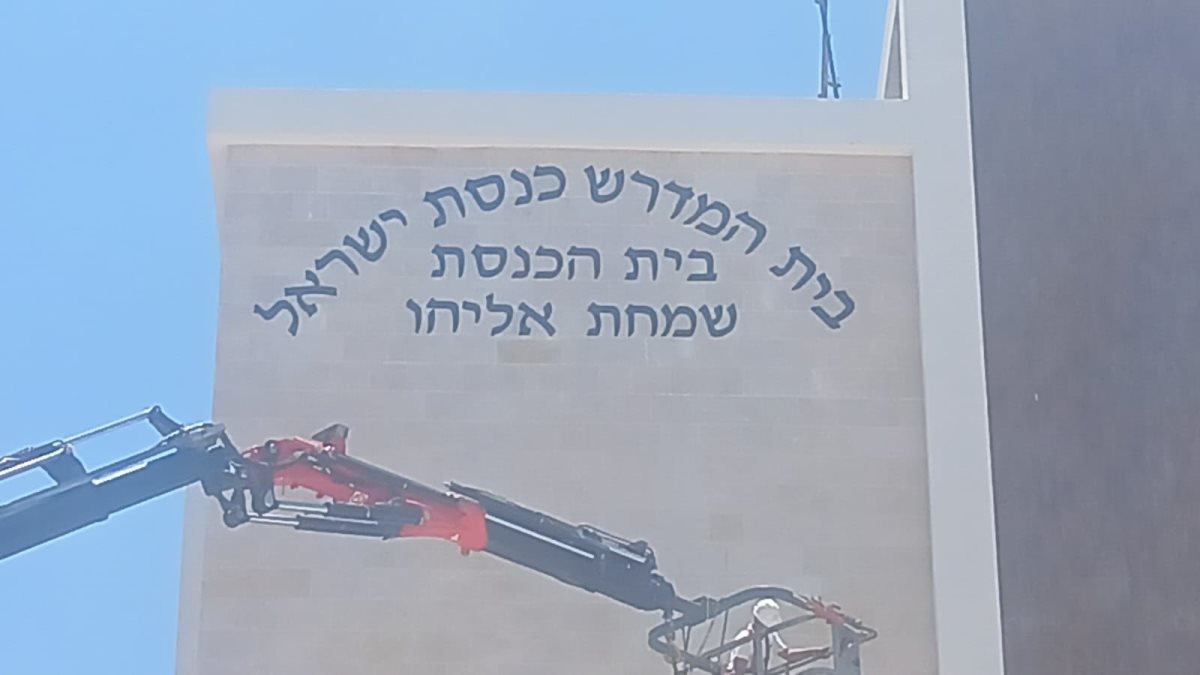 בית המדרש כנסת ישראל
בית הכנסת
שמחת אליהו